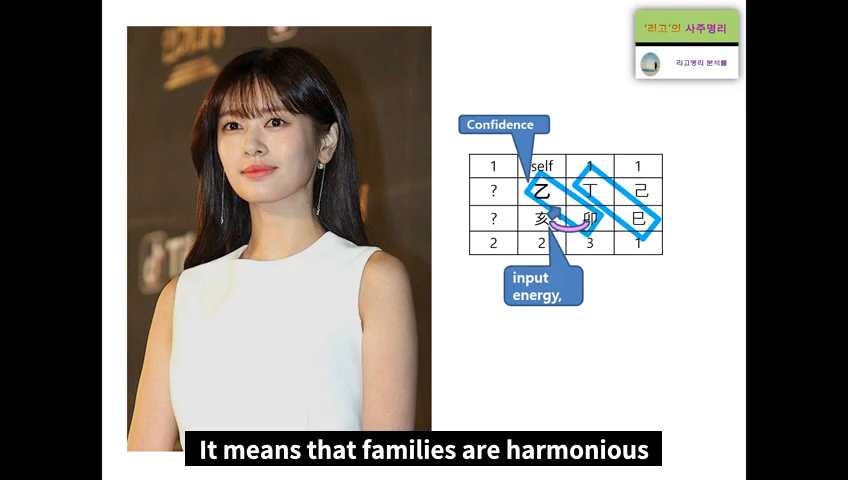 '리고'의 사주명리
리고명리 분석틀
Confidence
1 self 1 1
? 乙 丁 己
? 亥 卯 巳
2 2 3 1
input
energy,
It means that families are harmonious